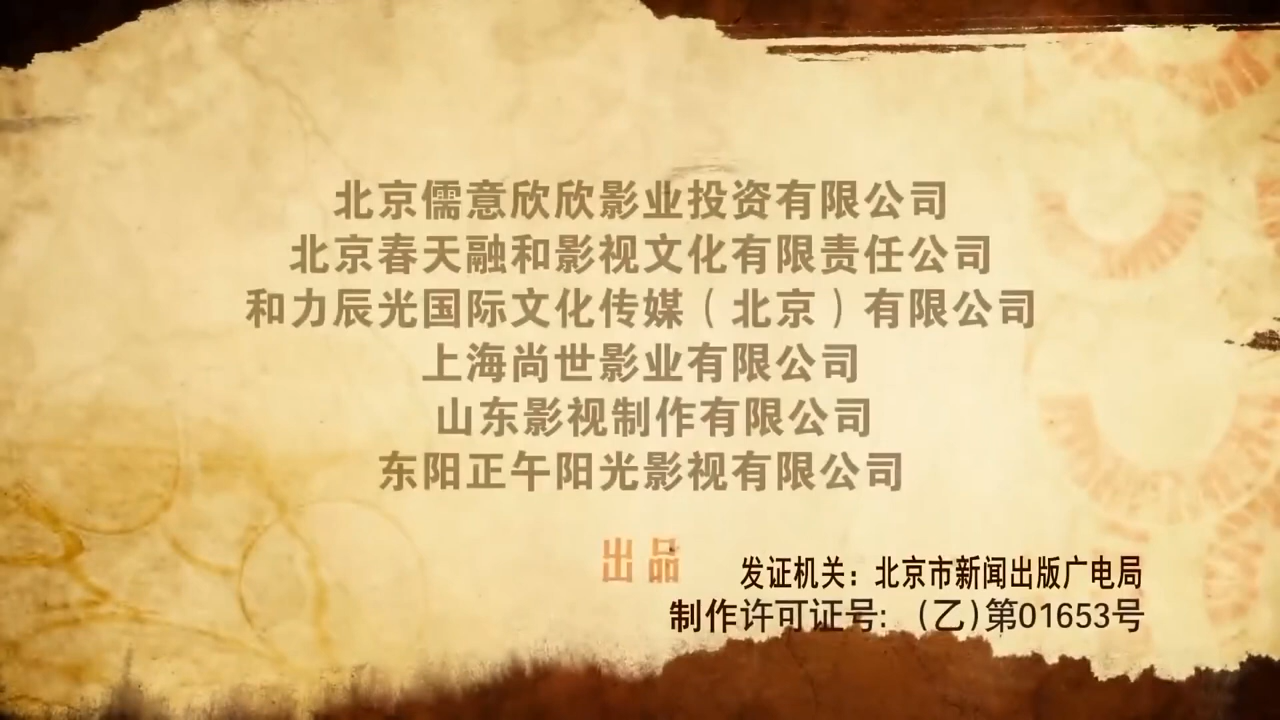 北京儒意欣欣影业投资有限公司
北京春天融和影视文化有限责任公司
和力辰光国际文化传媒（北京）有限公司
上海尚世影业有限公司
山东影视制作有限公司
东阳正午阳光影视有限公司
出品
发证机关：北京市新闻出版广电局
制作许可证号:（乙)第01653号